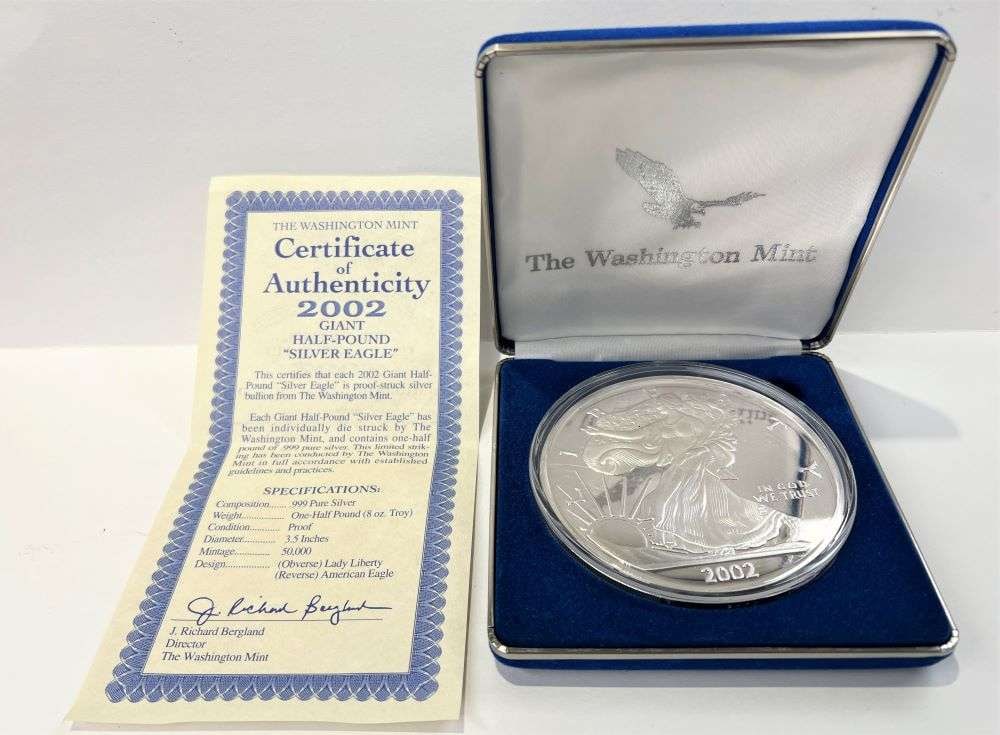 THE WASHINGTON MINT
Certificate
of
Authenticity
2002
GIANT
HALF-POUND
"SILVER EAGLE"
This certifies that each 2002 Giant Half-
Pound "Silver Eagle" is proof-struck silver
bullion from The Washington Mint.
Each Giant Half-Pound "Silver Eagle" has
been individually die struck by The
Washington Mint, and contains one-half
pound of .999 pure silver. This limited strik-
ing has been conducted by The Washington
Mint in full accordance with established
guidelines and practices.
SPECIFICATIONS:
Composition...... .999 Pure Silver
Weight................ One-Half Pound (8 oz. Troy)
Condition........... Proof
Diameter............ 3.5 Inches
Mintage.............. 50,000
Design................ (Obverse) Lady Liberty
(Reverse) American Eagle
J. Richard Bergland
J. Richard Bergland
Director
The Washington Mint
The Washington Mint
IN GOD
WE TRUST
2002